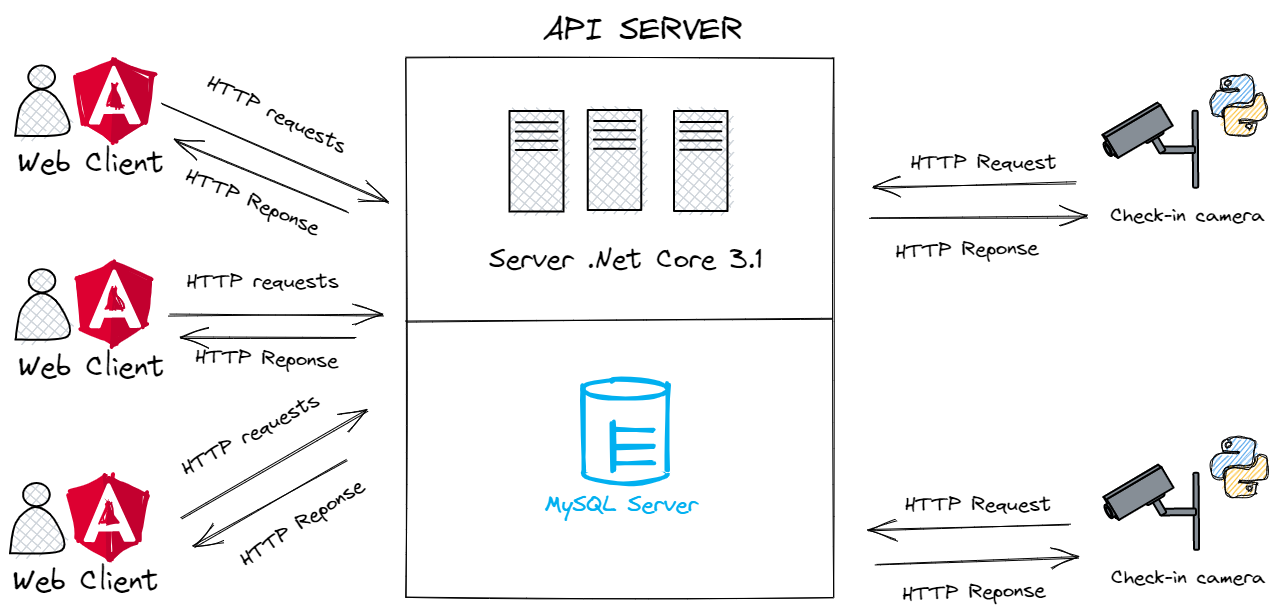 API SERVER
HTTP requests
A
Web Client
HTTP Reponse
HTTP Request
Check-in camera
HTTP Reponse
Server .Net Core 3.1
HTTP requests
A
HTTP Reponse
Web Client
HTTP requests
A
HTTP Reponse
Web Client
MySQL Server
HTTP Request
Check-in camera
HTTP Reponse